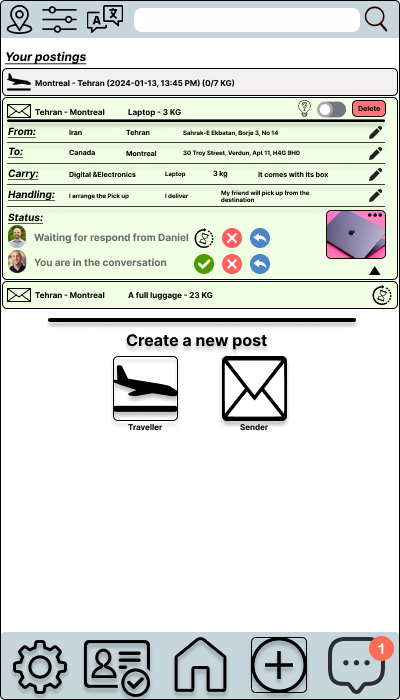 A 文
Your postings
Montreal - Tehran (2024-01-13, 13:45 PM) (0/7 KG)
Tehran - Montreal Laptop - 3 KG Delete
From: Iran Tehran Sahrak-E Ekbatan, Borje 3, No 14
To: Canada Montreal 30 Troy Street, Verdun, Apt 11, H4G 9H0
Carry: Digital &Electronics Laptop 3 kg It comes with its box
Handling: I arrange the Pick up I deliver My friend will pick up from the
destination
Status:
Waiting for respond from Daniel
You are in the conversation
Tehran - Montreal A full luggage - 23 KG
Create a new post
Traveller Sender
1